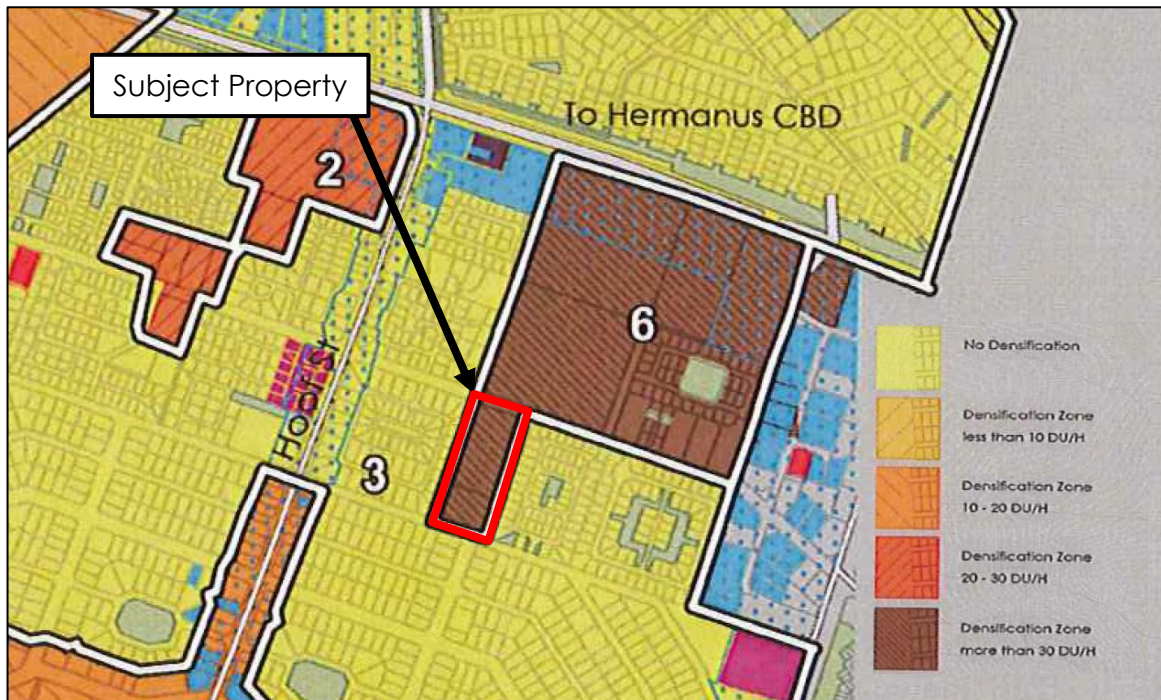 Subject Property
To Hermanus CBD
2
6
HOOFST
3
No Densification
Densification Zone
less than 10 DU/H
Densification Zone
10 - 20 DU/H
Densification Zone
20 - 30 DU/H
Densification Zone
more than 30 DU/H